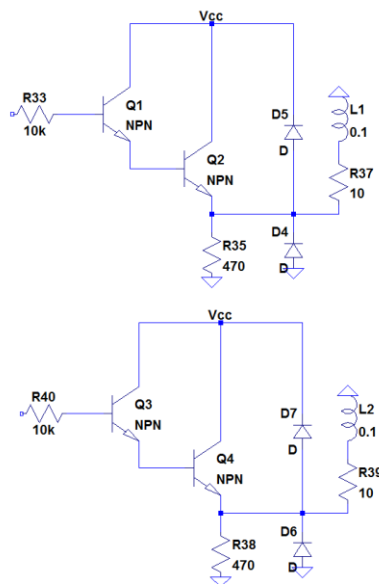 Vcc
R33
10k
Q1
NPN
Q2
NPN
D5
D
L1
0.1
R37
10
R35
470
D4
D
Vcc
R40
10k
Q3
NPN
Q4
NPN
D7
D
L2
0.1
R39
10
R38
470
D6
D